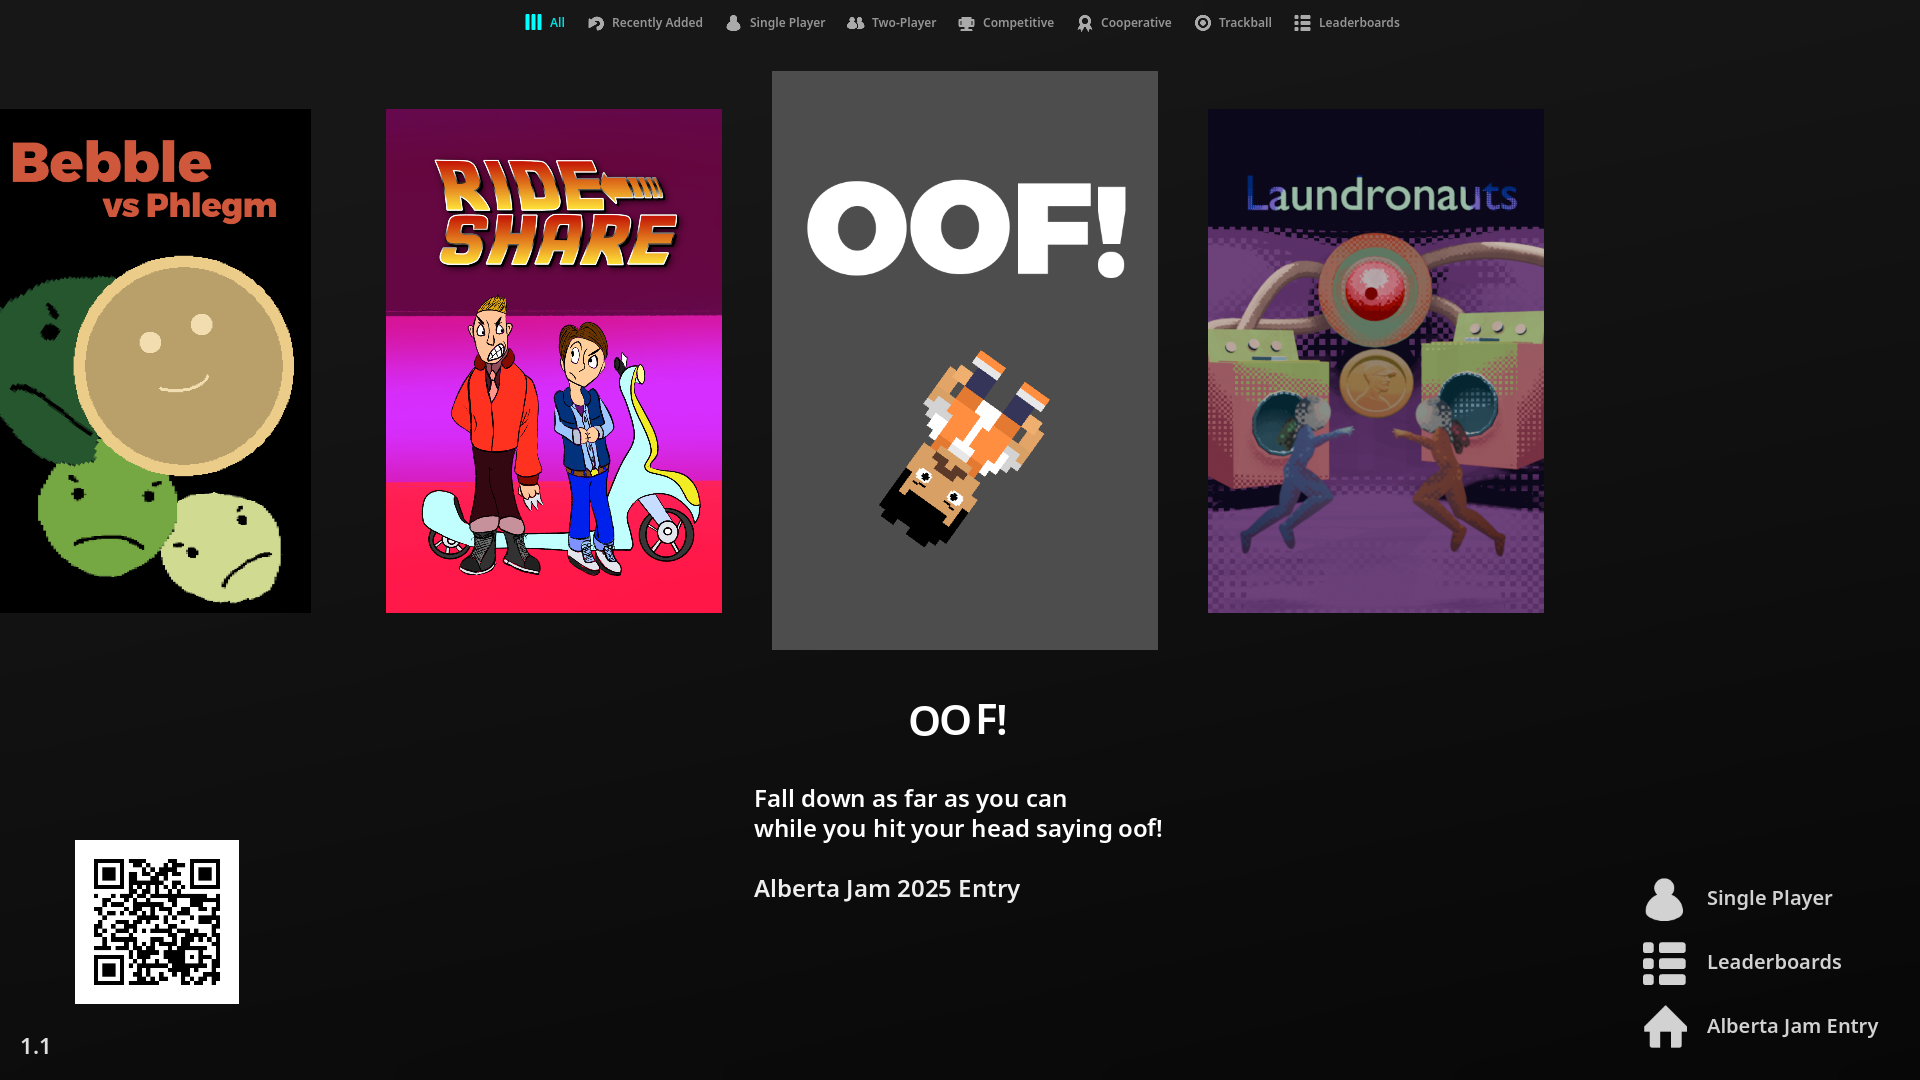 All
Recently Added
Single Player
Two-Player
Competitive
Cooperative
Trackball
Leaderboards
Bebble
vs Phlegm
RIDE
SHARE
OOF!
Laundronauts
OOF!
Fall down as far as you can
while you hit your head saying oof!
Alberta Jam 2025 Entry
Single Player
Leaderboards
Alberta Jam Entry
1.1